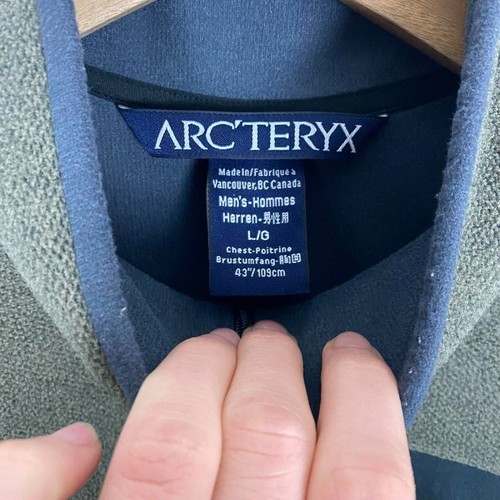 ARC'TERYX
Made in/Fabriqué à
Vancouver, BC Canada
Men's-Hommes
Herren-男性用
L/G
Chest-Poitrine
Brustumfang-胸囲
43"/109cm